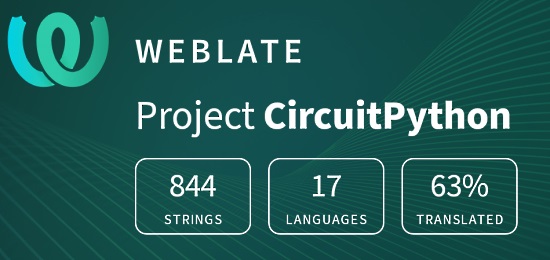 WEBLATE
Project CircuitPython
844 17 63%
STRINGS LANGUAGES TRANSLATED